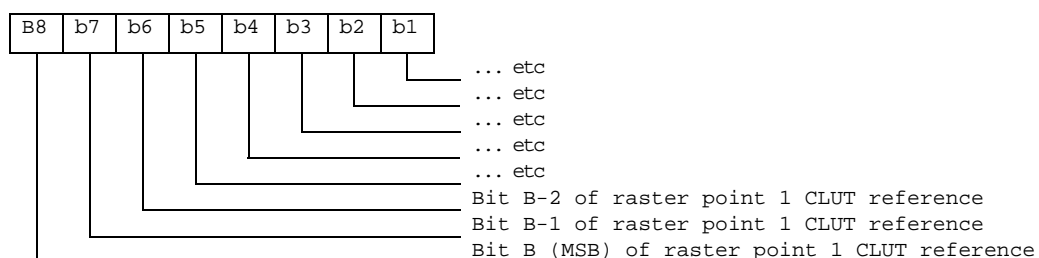 B8 b7 b6 b5 b4 b3 b2 b1
... etc
... etc
... etc
... etc
... etc
Bit B-2 of raster point 1 CLUT reference
Bit B-1 of raster point 1 CLUT reference
Bit B (MSB) of raster point 1 CLUT reference